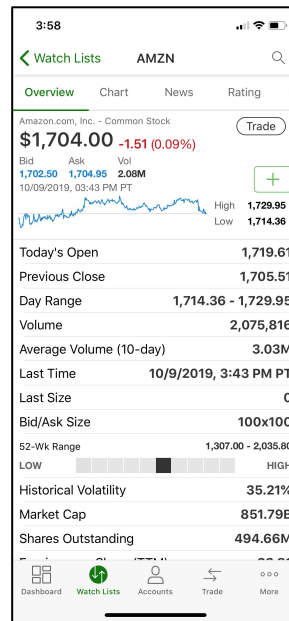 3:58
Watch Lists AMZN
Overview Chart News Rating
Amazon.com, Inc. - Common Stock
$1,704.00 -1.51 (0.09%)
Trade
Bid Ask Vol
1,702.50 1,704.95 2.08M
10/09/2019, 03:43 PM PT
High 1,729.95
Low 1,714.36
Today's Open 1,719.61
Previous Close 1,705.51
Day Range 1,714.36 - 1,729.95
Volume 2,075,816
Average Volume (10-day) 3.03M
Last Time 10/9/2019, 3:43 PM PT
Last Size 0
Bid/Ask Size 100x100
52-Wk Range 1,307.00 - 2,035.80
LOW HIGH
Historical Volatility 35.21%
Market Cap 851.79B
Shares Outstanding 494.66M
Dashboard Watch Lists Accounts Trade More